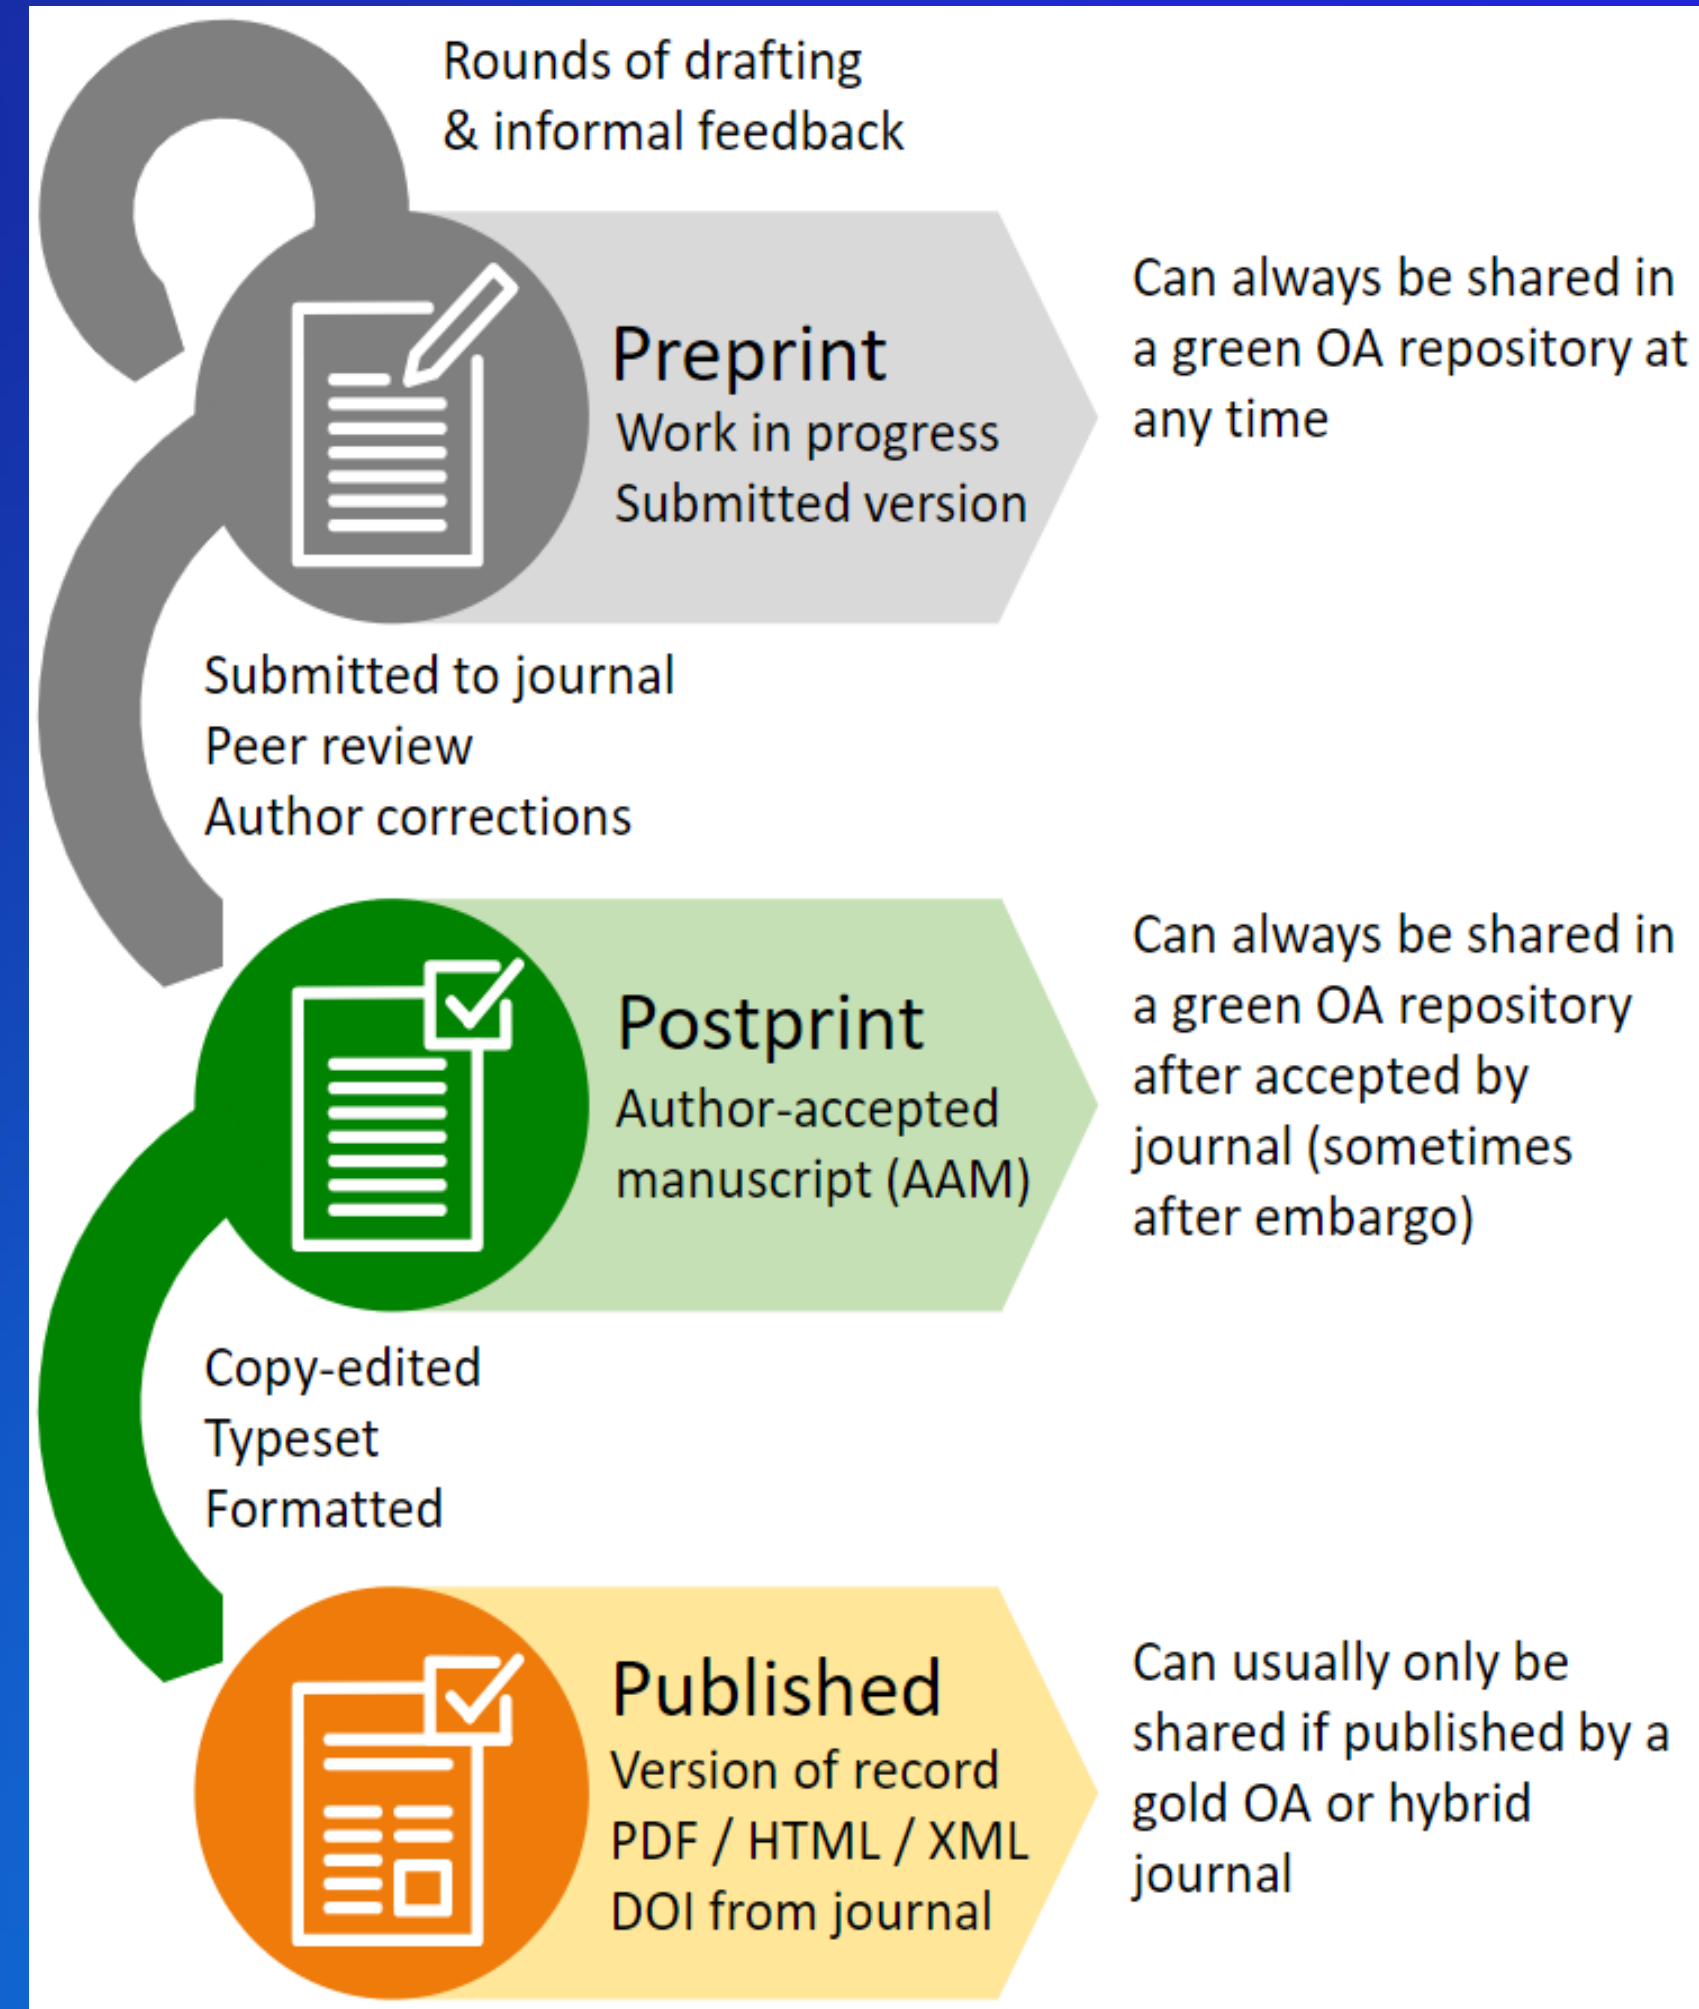 Rounds of drafting
& informal feedback
Preprint
Work in progress
Submitted version
Can always be shared in
a green OA repository at
any time
Submitted to journal
Peer review
Author corrections
Postprint
Author-accepted
manuscript (AAM)
Can always be shared in
a green OA repository
after accepted by
journal (sometimes
after embargo)
Copy-edited
Typeset
Formatted
Published
Version of record
PDF / HTML / XML
DOI from journal
Can usually only be
shared if published by a
gold OA or hybrid
journal